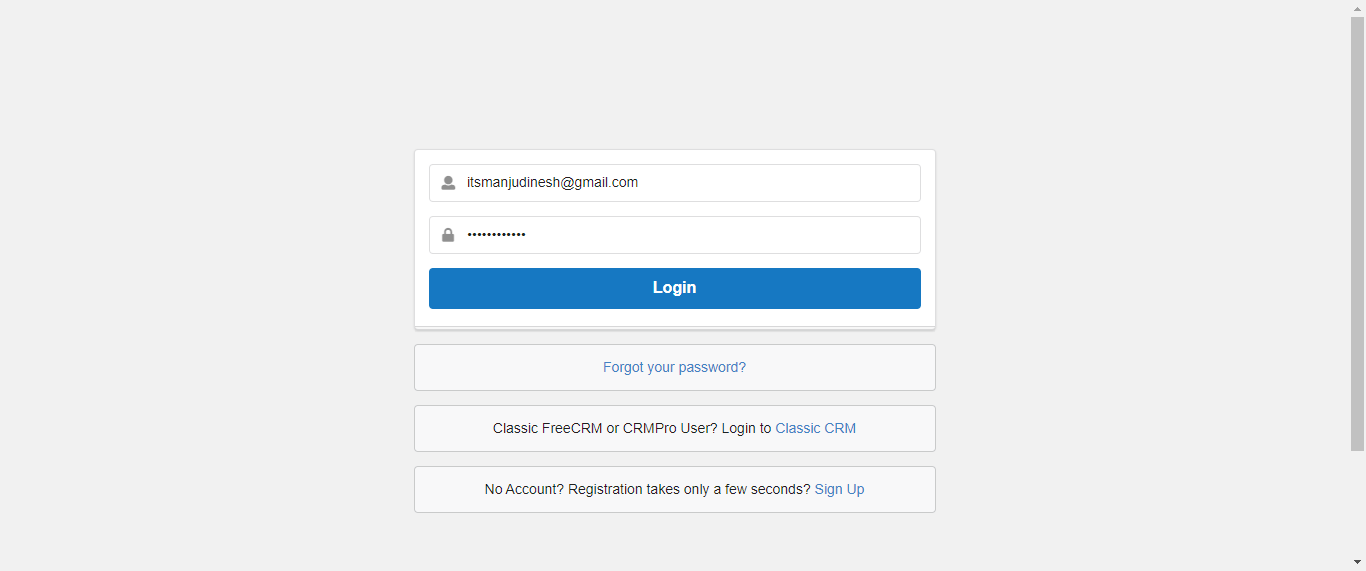 itsmanjudinesh@gmail.com
••••••••••••
Login
Forgot your password?
Classic FreeCRM or CRMPro User? Login to Classic CRM
No Account? Registration takes only a few seconds? Sign Up